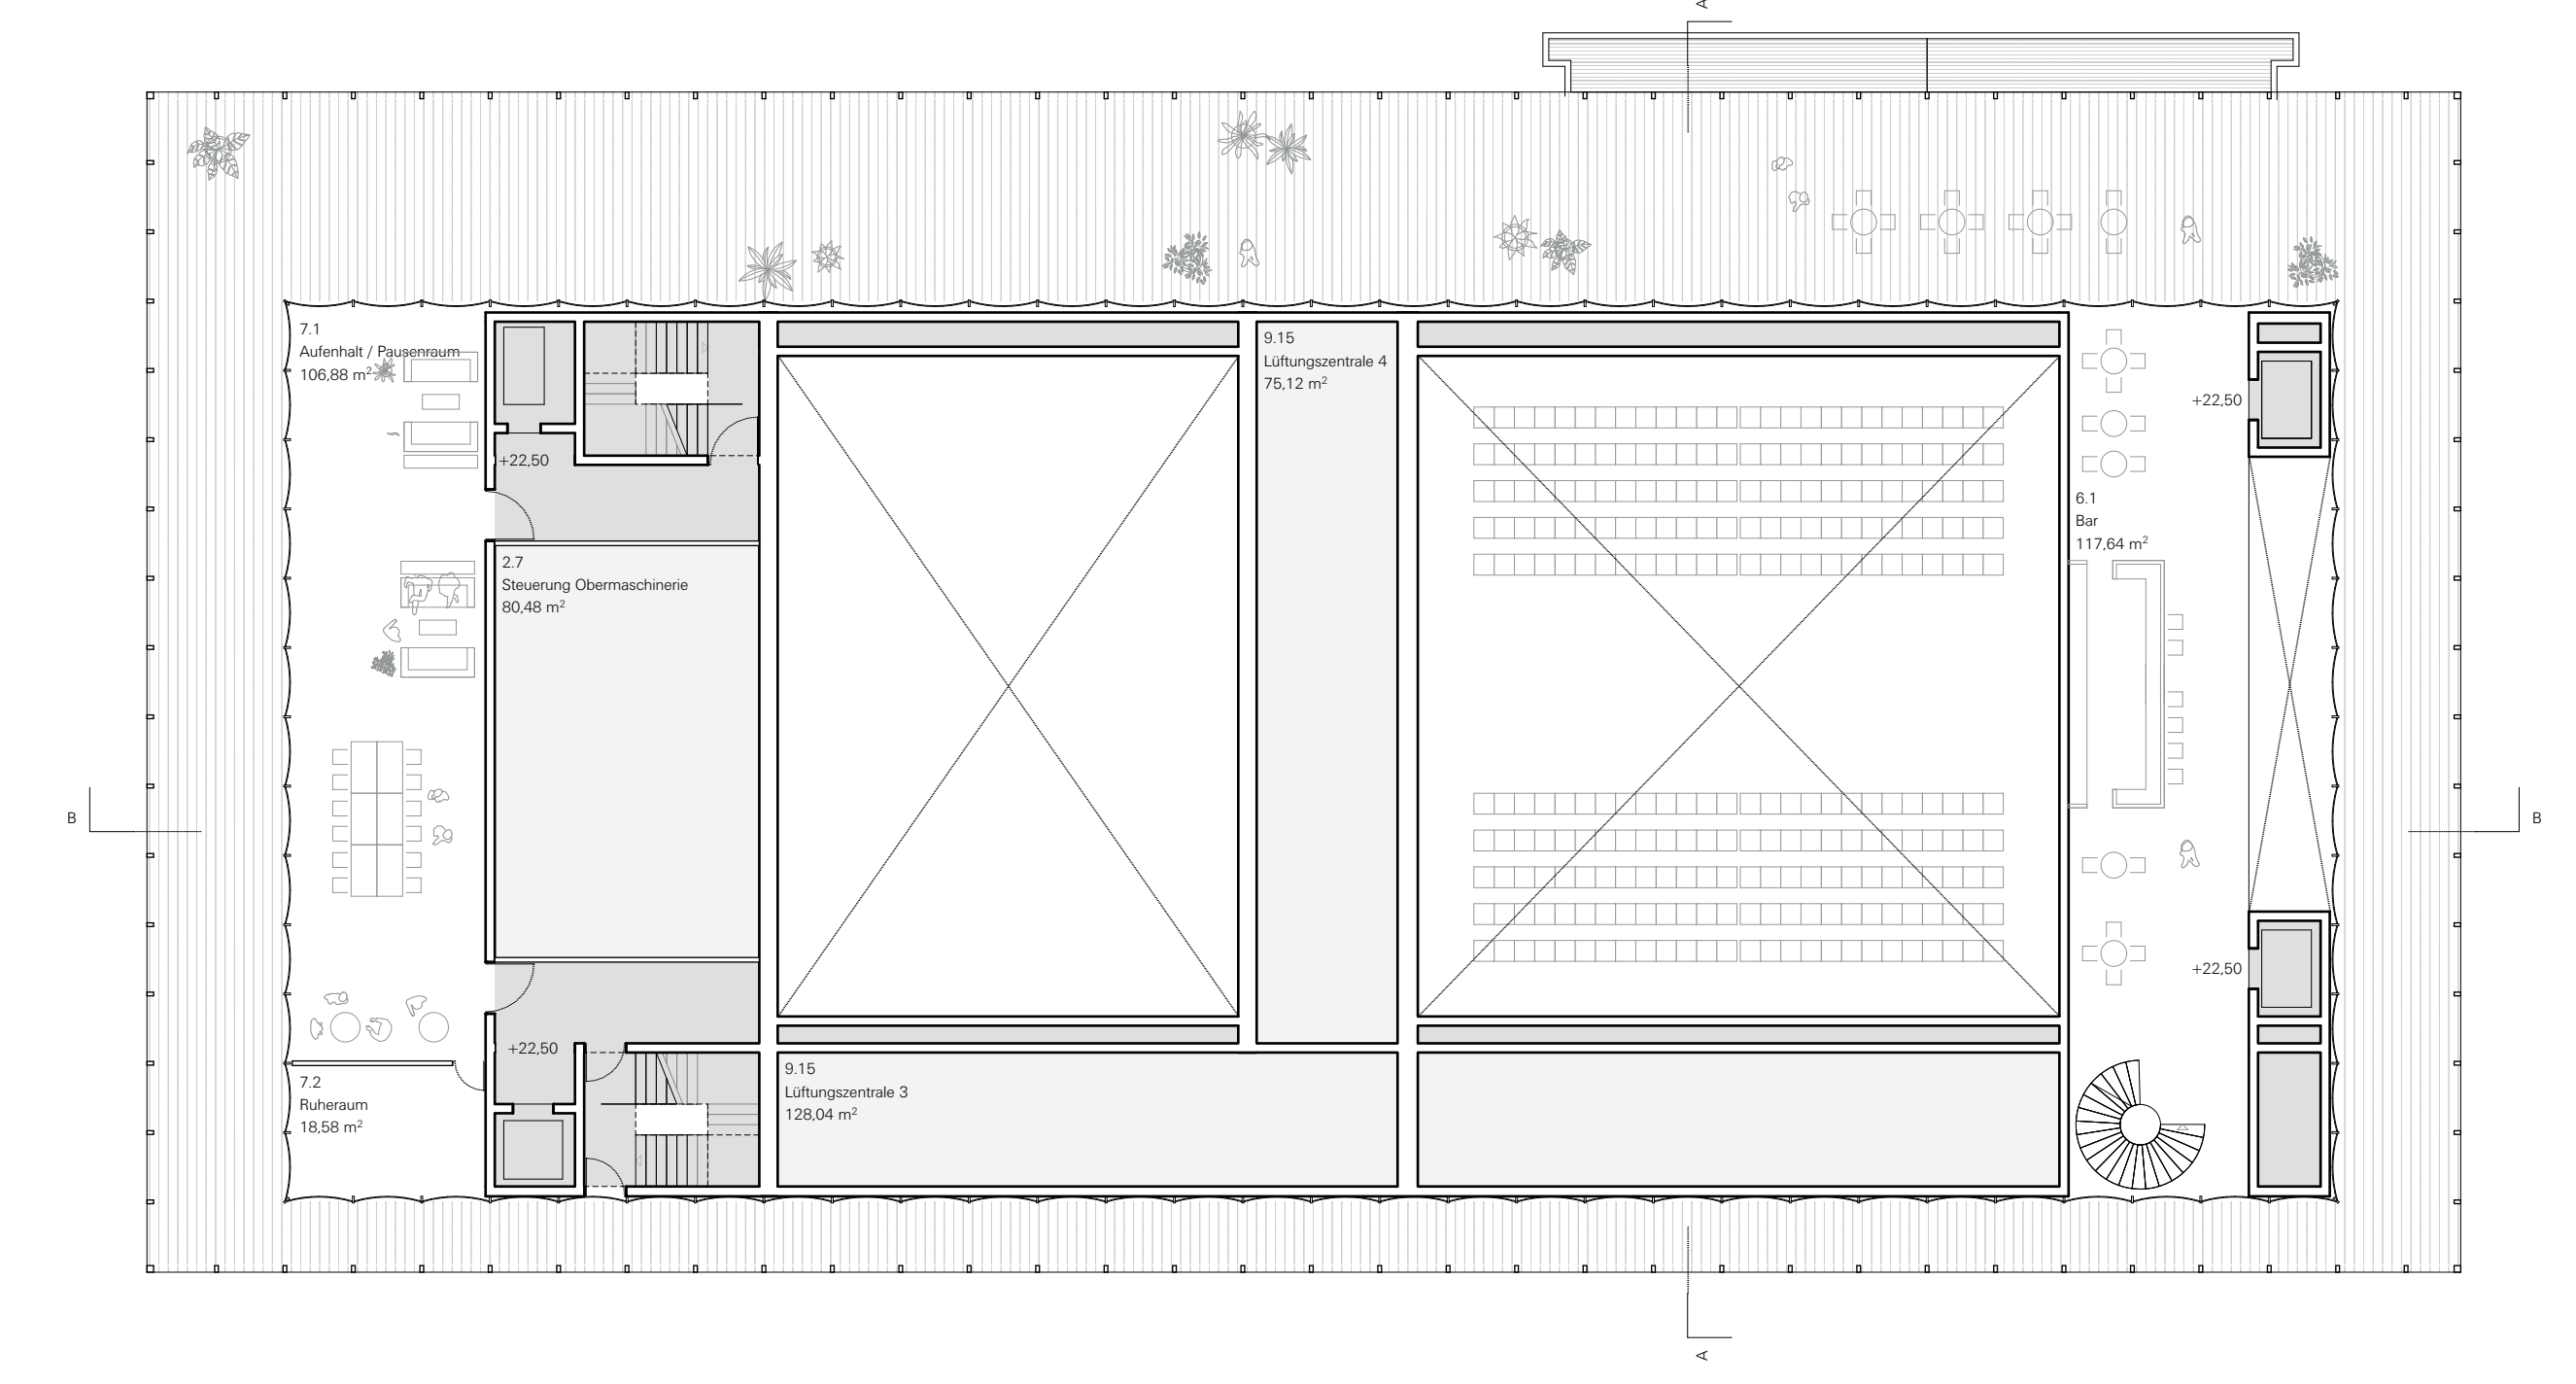 A
7.1
Aufenhalt / Pausenraum
106,88 m²
9.15
Lüftungszentrale 4
75,12 m²
+22,50
+22,50
6.1
Bar
117,64 m²
2.7
Steuerung Obermaschinerie
80,48 m²
B
B
+22,50
+22,50
7.2
Ruheraum
18,58 m²
9.15
Lüftungszentrale 3
128,04 m²
A